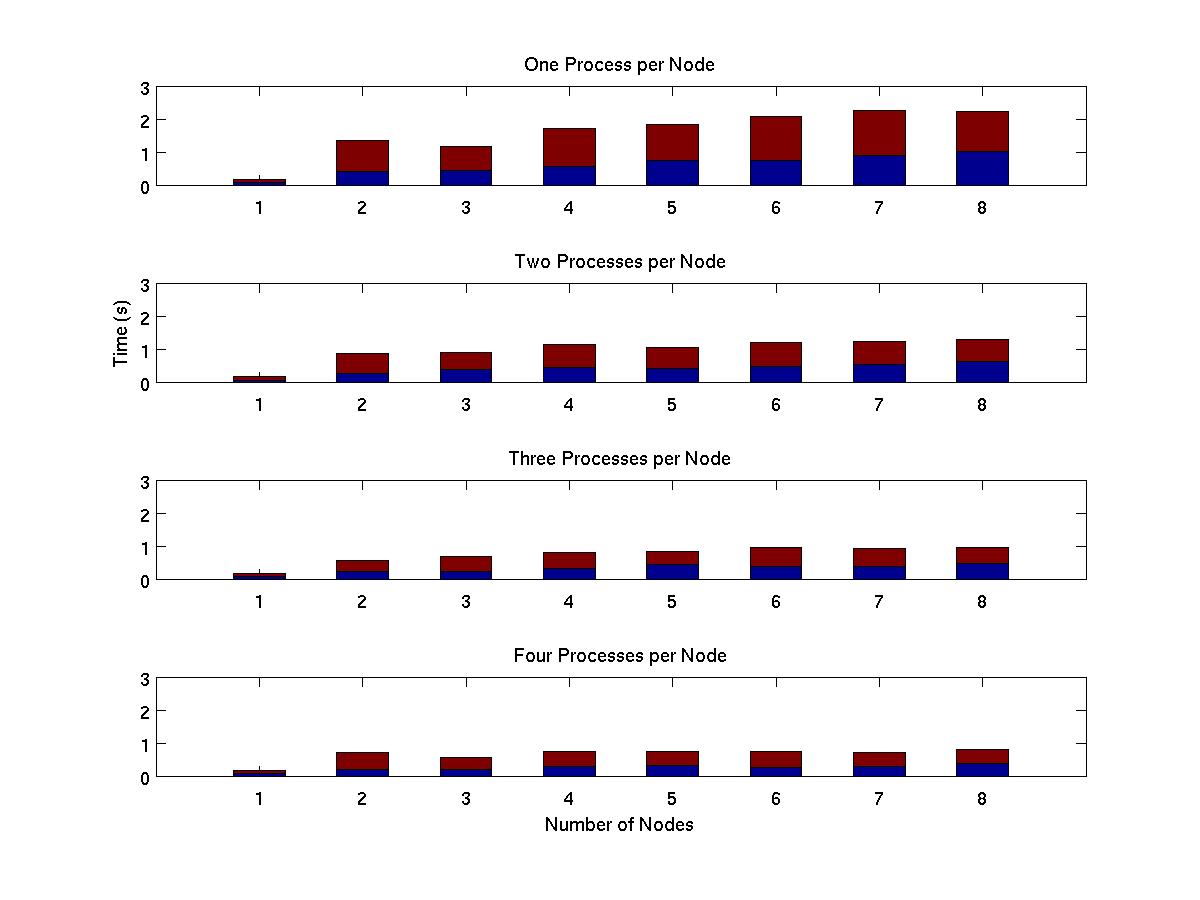 One Process per Node
3
2
1
0
1 2 3 4 5 6 7 8
Two Processes per Node
3
2
1
0
Time (s)
1 2 3 4 5 6 7 8
Three Processes per Node
3
2
1
0
1 2 3 4 5 6 7 8
Four Processes per Node
3
2
1
0
1 2 3 4 5 6 7 8
Number of Nodes